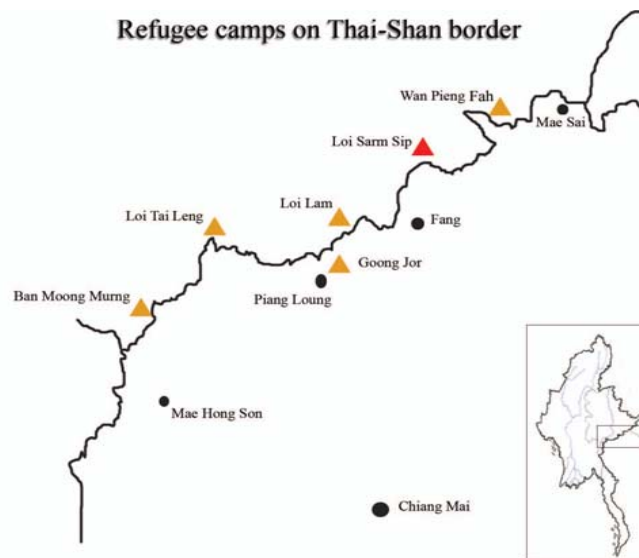 Refugee camps on Thai-Shan border
Wan Pieng Fah
Mae Sai
Loi Sarm Sip
Loi Lam
Loi Tai Leng
Fang
Goong Jor
Piang Loung
Ban Moong Murng
Mae Hong Son
Chiang Mai